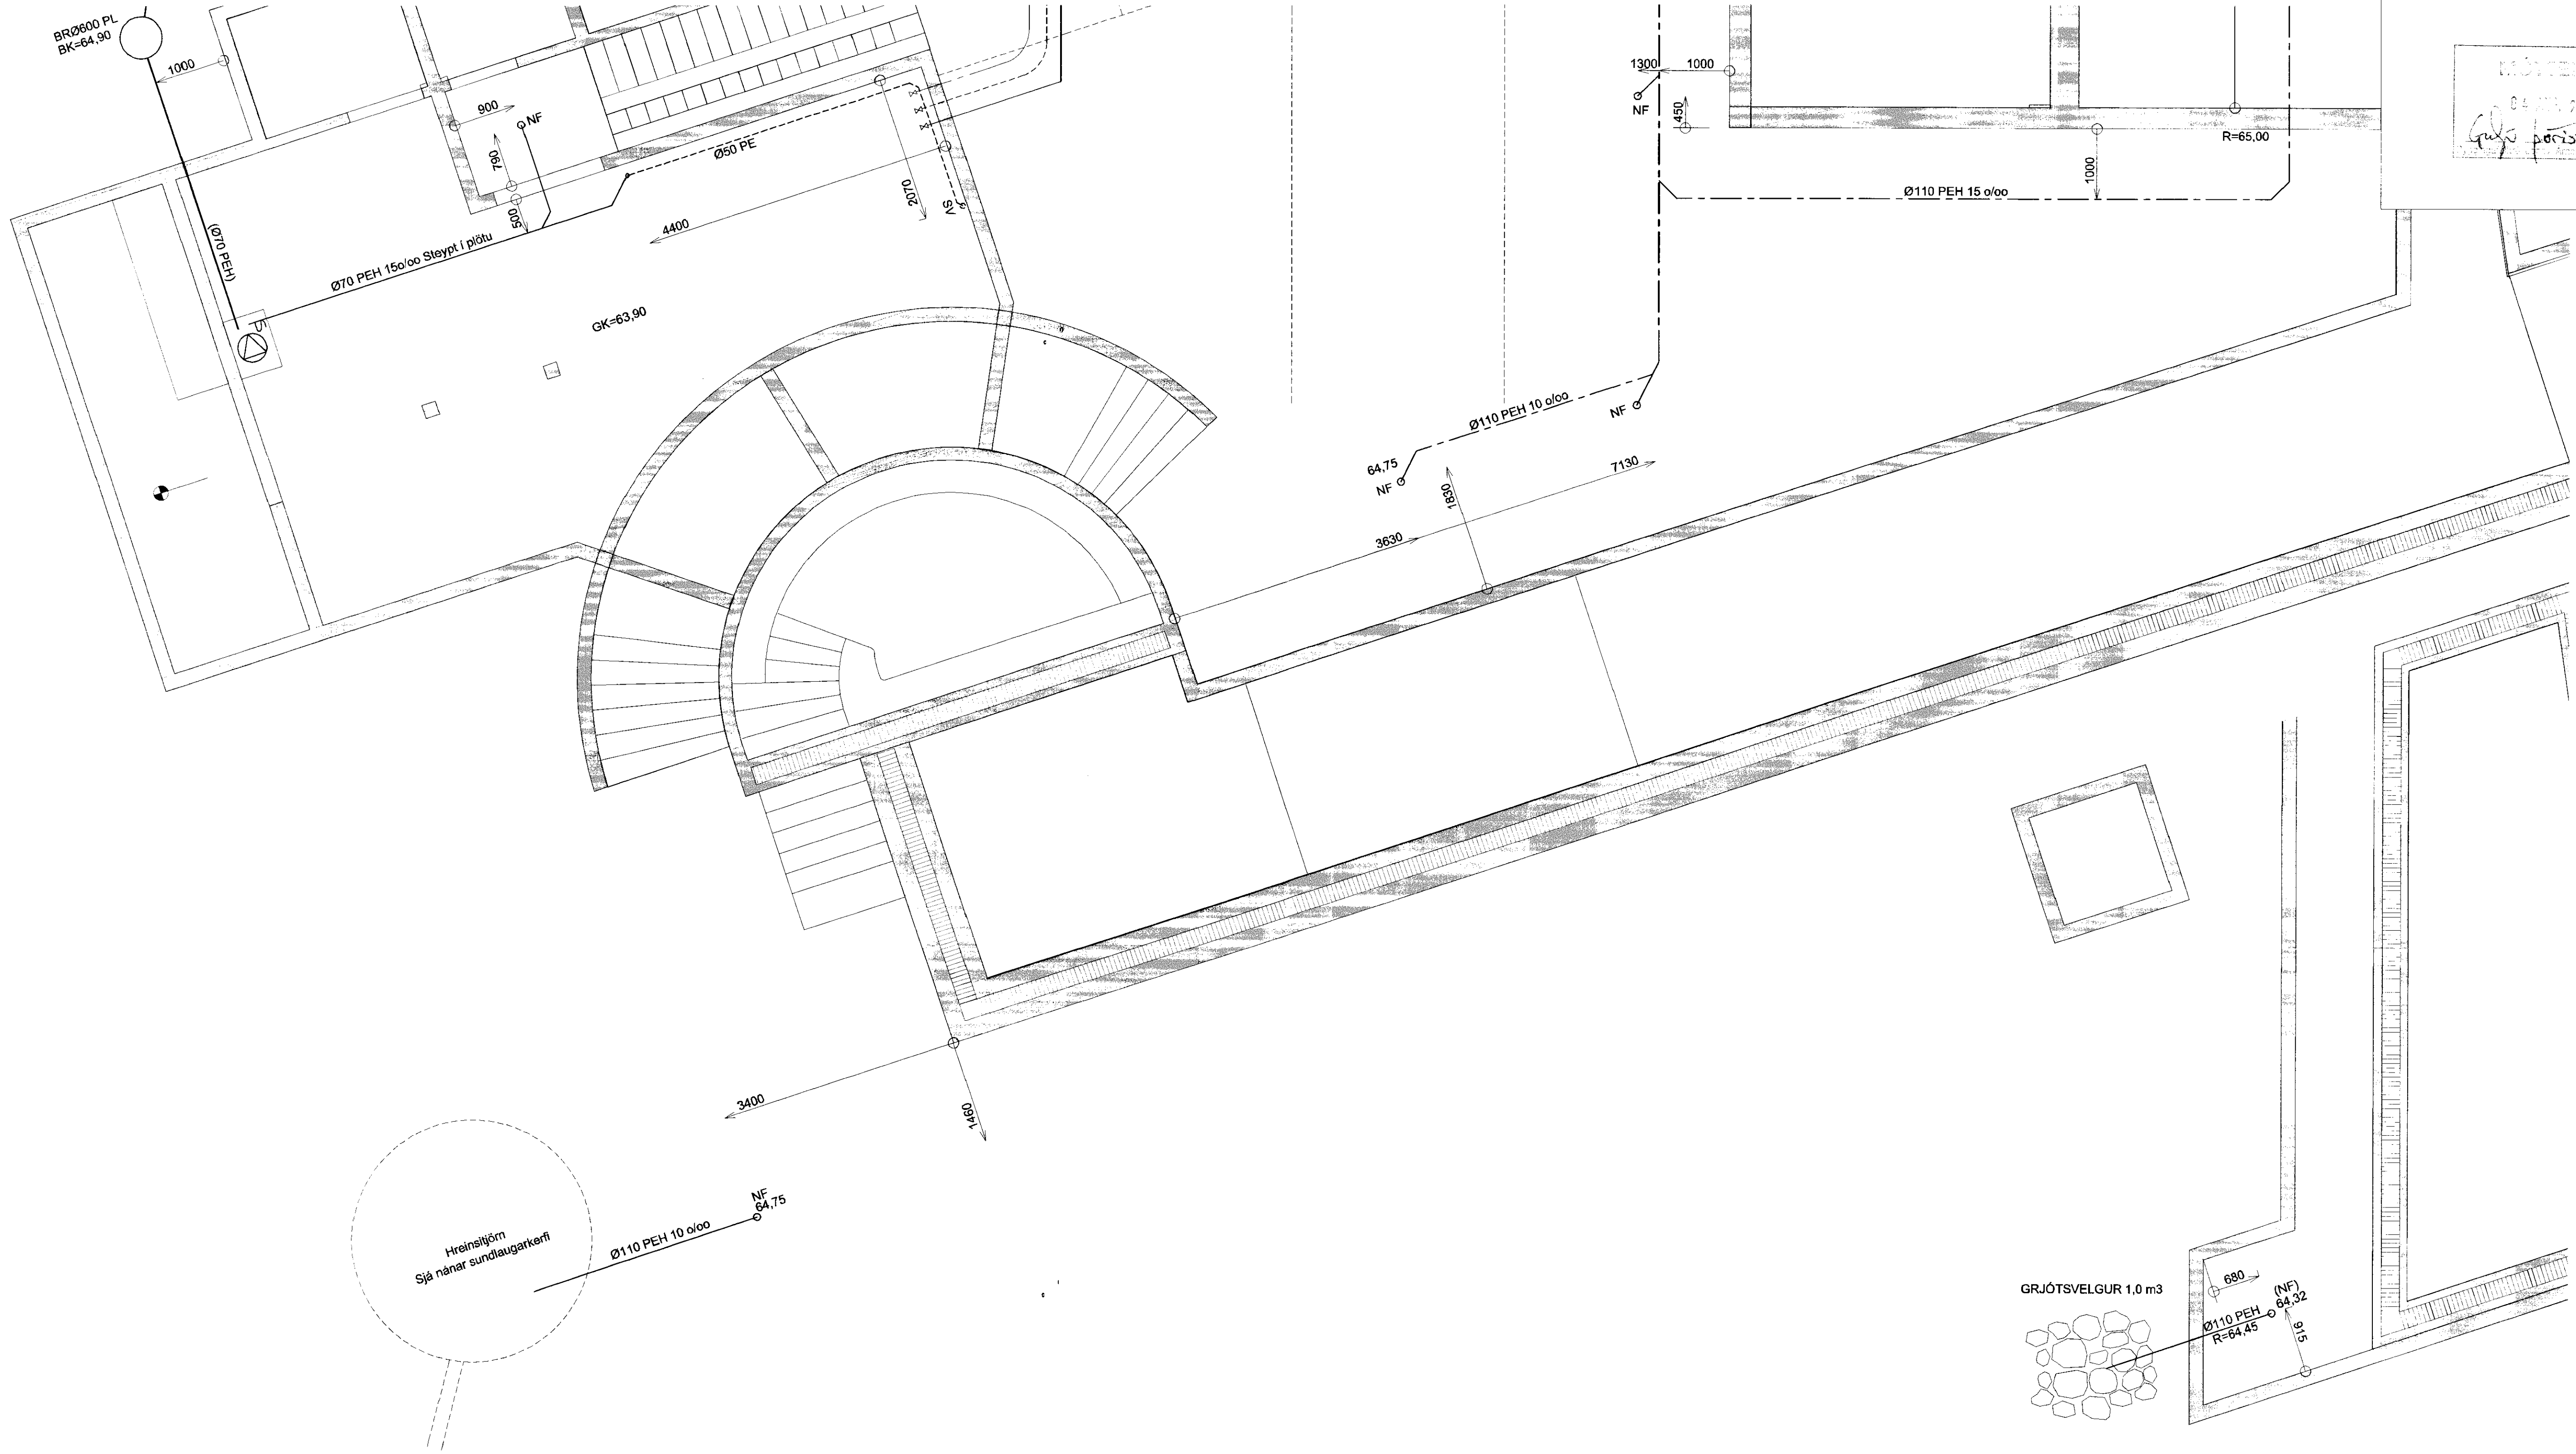 BRØ600 PL
BK=64,90
1000
900
NF
790
500
Ø50 PE
2070
VS
4400
(Ø70 PEH)
Ø70 PEH 15o/oo Steypt í plötu
GK=63,90
1300
1000
NF
450
R=65,00
1000
Ø110 PEH 15 o/oo
Ø110 PEH 10 o/oo
NF
64,75
NF
1830
7130
3630
3400
1460
NF
64,75
Ø110 PEH 10 o/oo
Hreinsitjörn
Sjá nánar sundlaugarkerfi
GRJÓTSVELGUR 1,0 m3
680
(NF)
64,32
Ø110 PEH
R=64,45
915